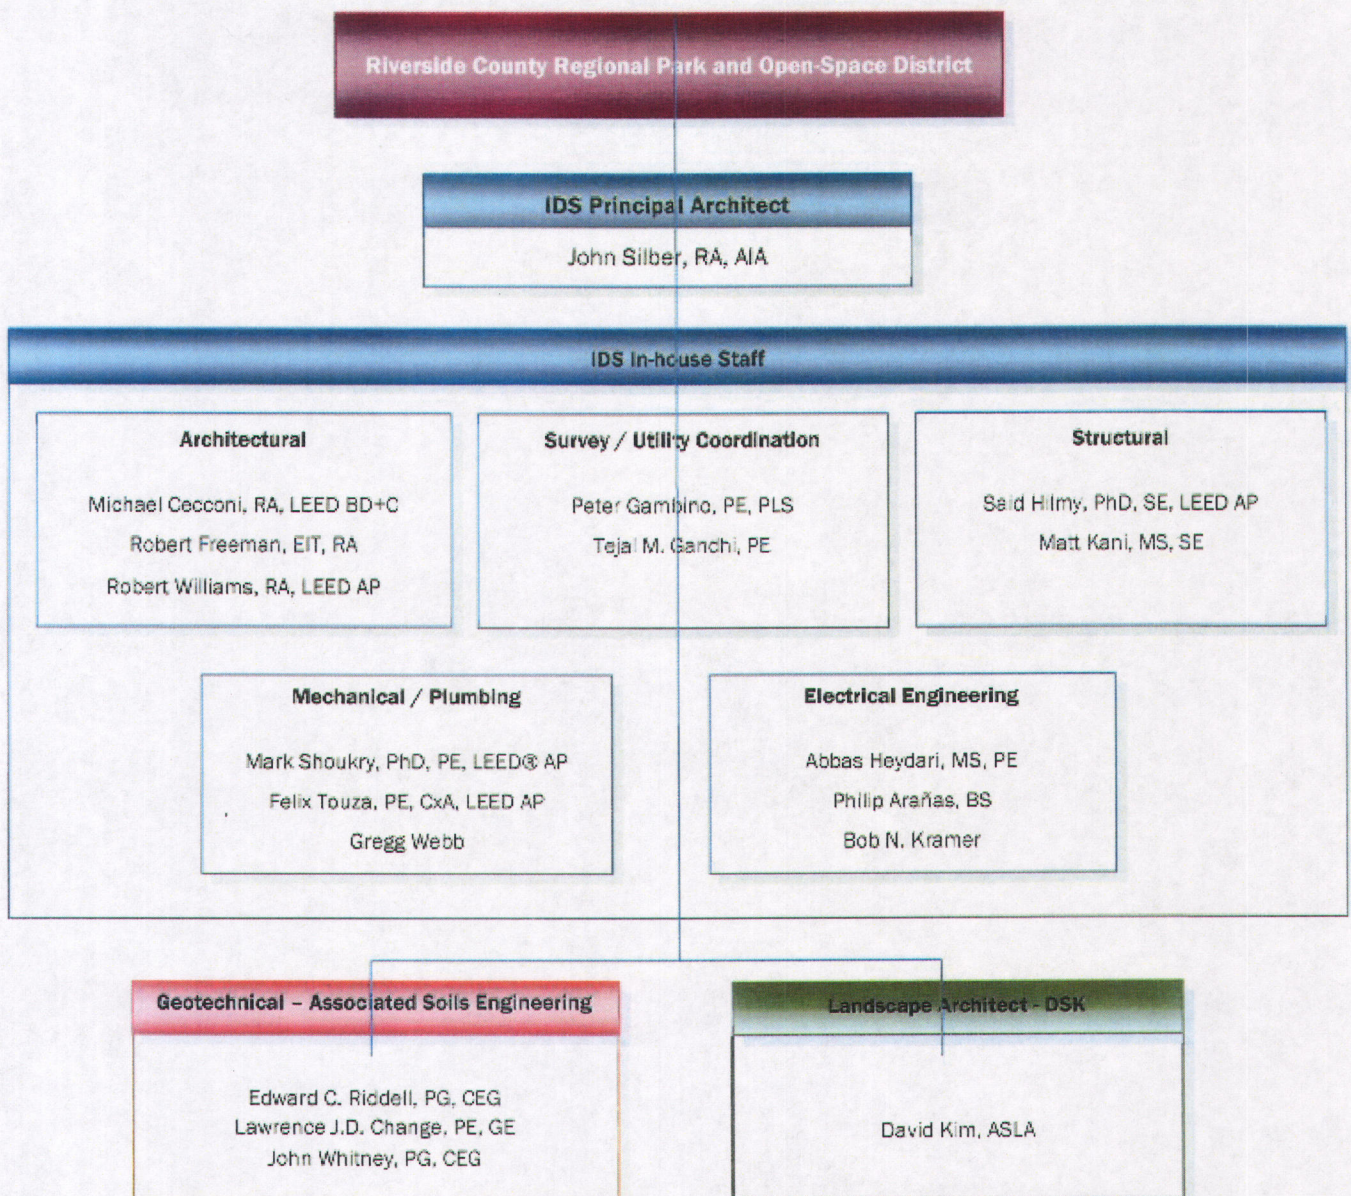 Riverside County Regional Park and Open-Space District
IDS Principal Architect
John Silber, RA, AIA
IDS In-house Staff
Architectural
Michael Cecconi, RA, LEED BD+C
Robert Freeman, EIT, RA
Robert Williams, RA, LEED AP
Survey / Utility Coordination
Peter Gambino, PE, PLS
Tejal M. Gandhi, PE
Structural
Said Hilmy, PhD, SE, LEED AP
Matt Kani, MS, SE
Mechanical / Plumbing
Mark Shoukry, PhD, PE, LEED® AP
Felix Touza, PE, CxA, LEED AP
Gregg Webb
Electrical Engineering
Abbas Heydari, MS, PE
Philip Arañas, BS
Bob N. Kramer
Geotechnical – Associated Soils Engineering
Edward C. Riddell, PG, CEG
Lawrence J.D. Change, PE, GE
John Whitney, PG, CEG
Landscape Architect - DSK
David Kim, ASLA